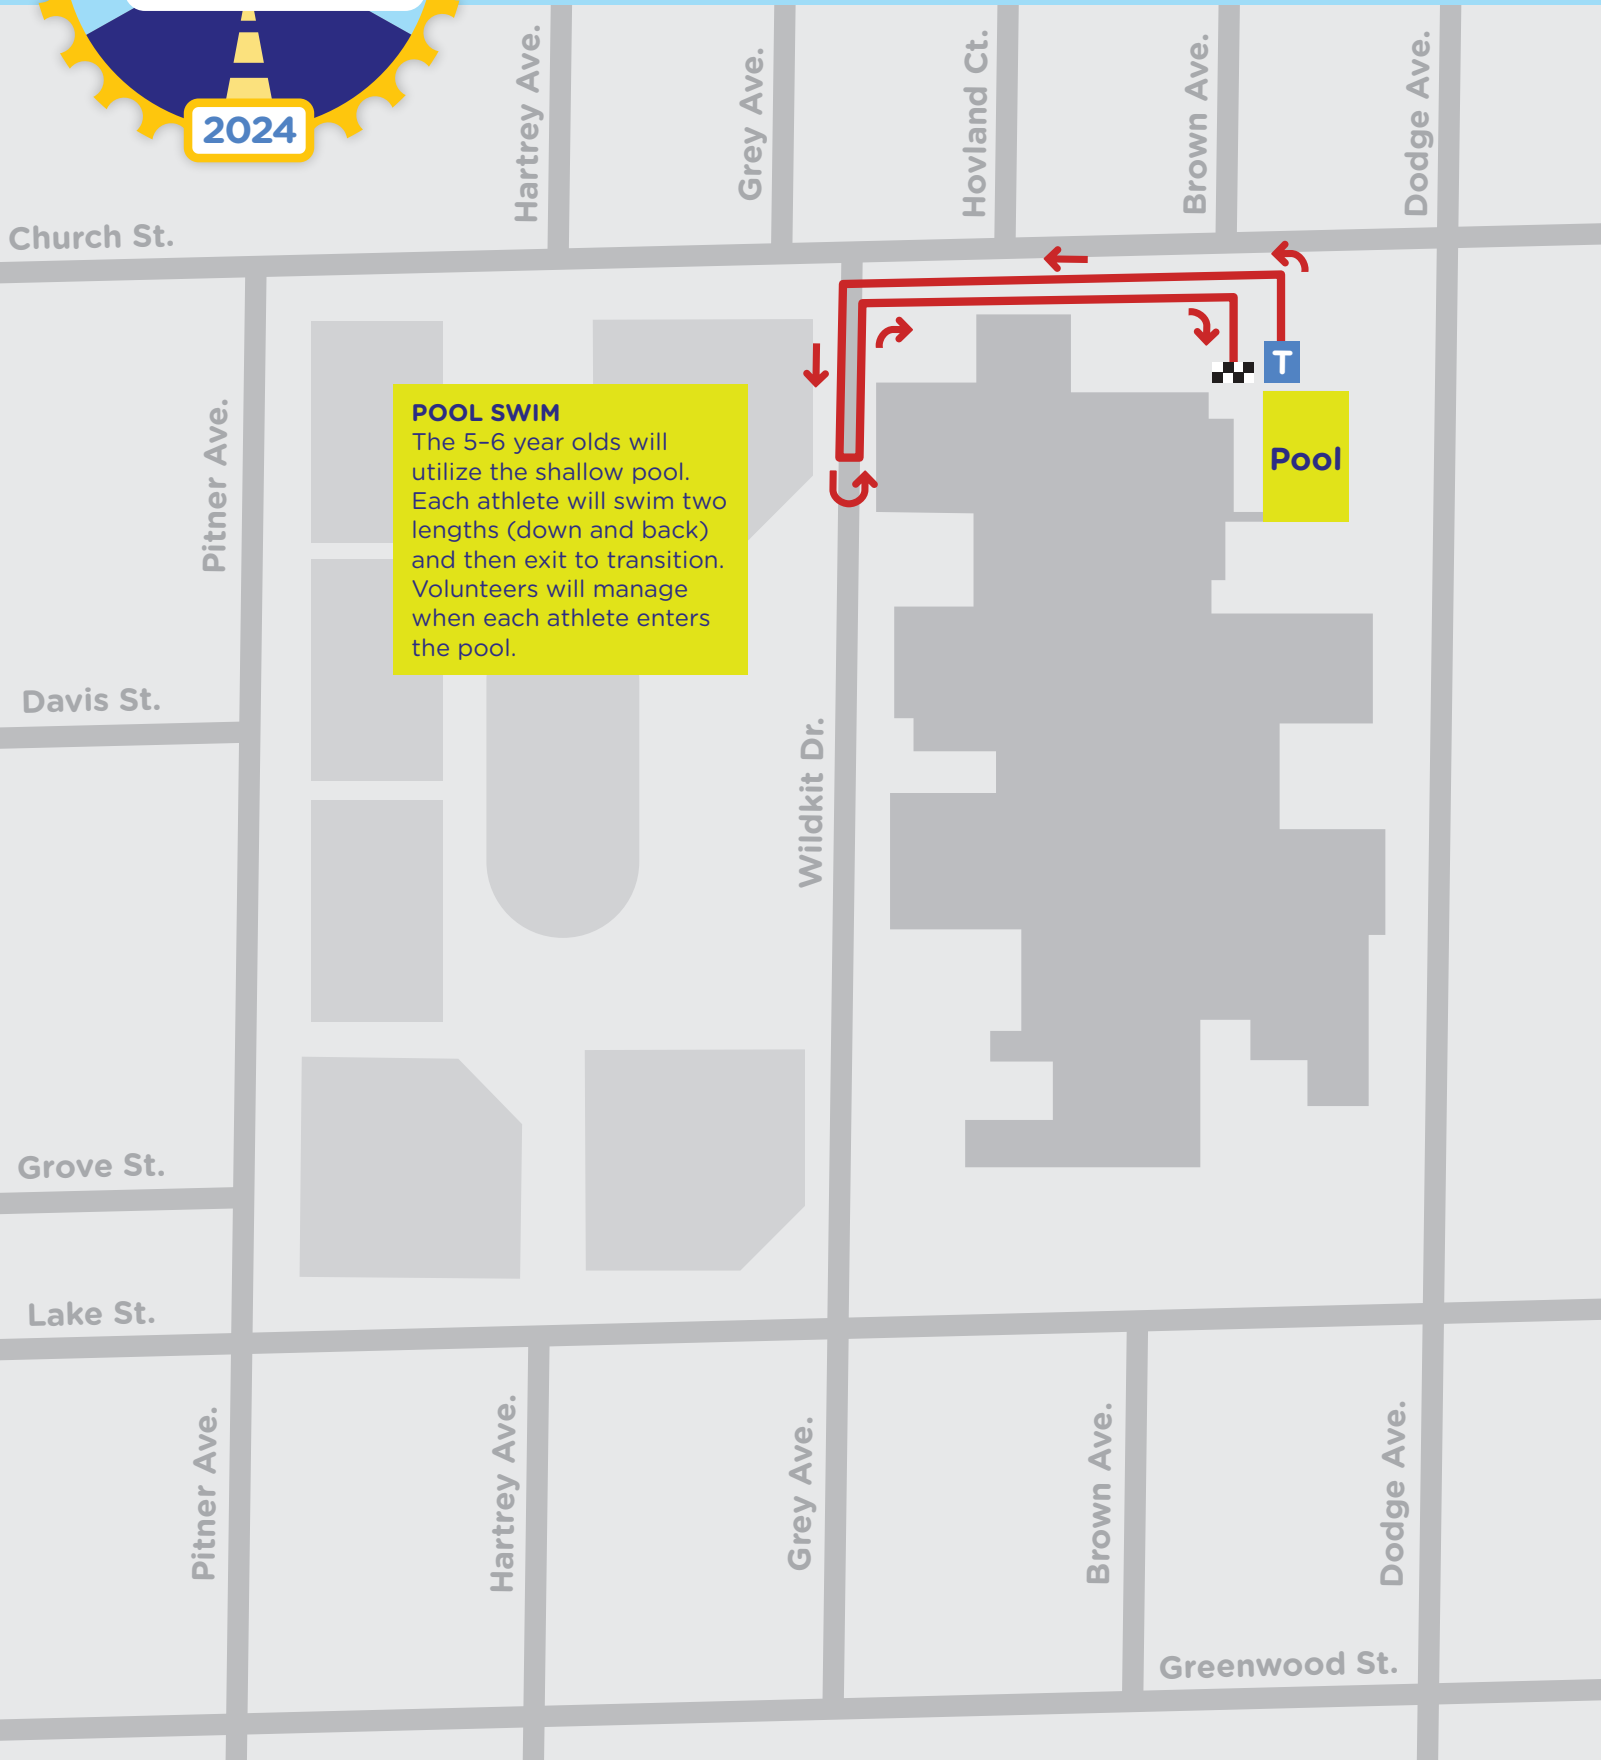 2024
Hartrey Ave.
Grey Ave.
Hovland Ct.
Brown Ave.
Dodge Ave.
Church St.
T
Pool
Pitner Ave.
POOL SWIM
The 5–6 year olds will
utilize the shallow pool.
Each athlete will swim two
lengths (down and back)
and then exit to transition.
Volunteers will manage
when each athlete enters
the pool.
Davis St.
Wildkit Dr.
Grove St.
Lake St.
Pitner Ave.
Hartrey Ave.
Grey Ave.
Brown Ave.
Dodge Ave.
Greenwood St.